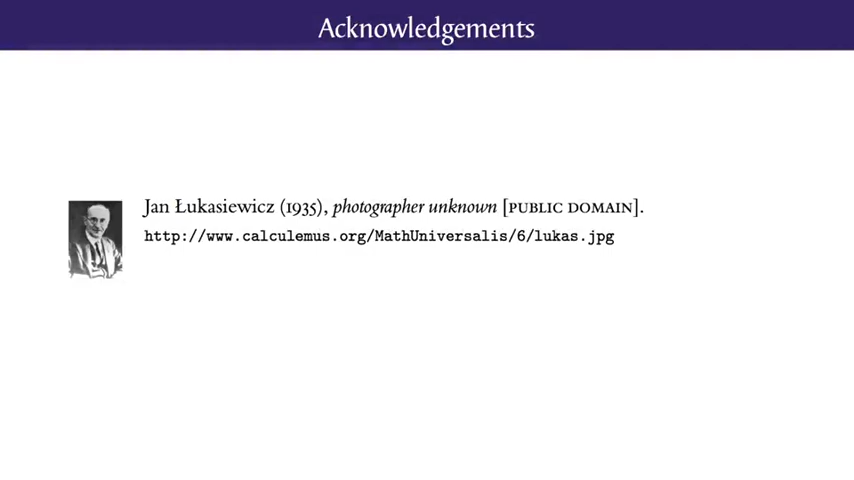 Acknowledgements
Jan Łukasiewicz (1935), photographer unknown [PUBLIC DOMAIN].
http://www.calculemus.org/MathUniversalis/6/lukas.jpg